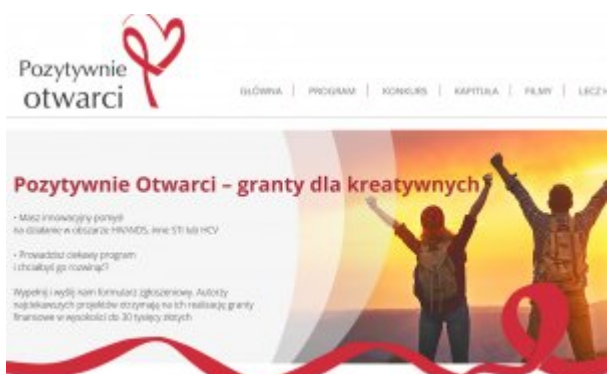 Pozytywnie
otwarci
GŁÓWNA | PROGRAM | KONKURS | KAPITUŁA | FILMY | LECZ
Pozytywnie Otwarci – granty dla kreatywnych
• Masz innowacyjny pomysł
na działanie w obszarze HIV/AIDS, inne STI lub HCV
• Prowadzisz ciekawy program
i chciałbyś go rozwinąć?
Wypełnij i wyślij nam formularz zgłoszeniowy. Autorzy
najciekawszych projektów otrzymają na ich realizację granty
finansowe w wysokości do 30 tysięcy złotych